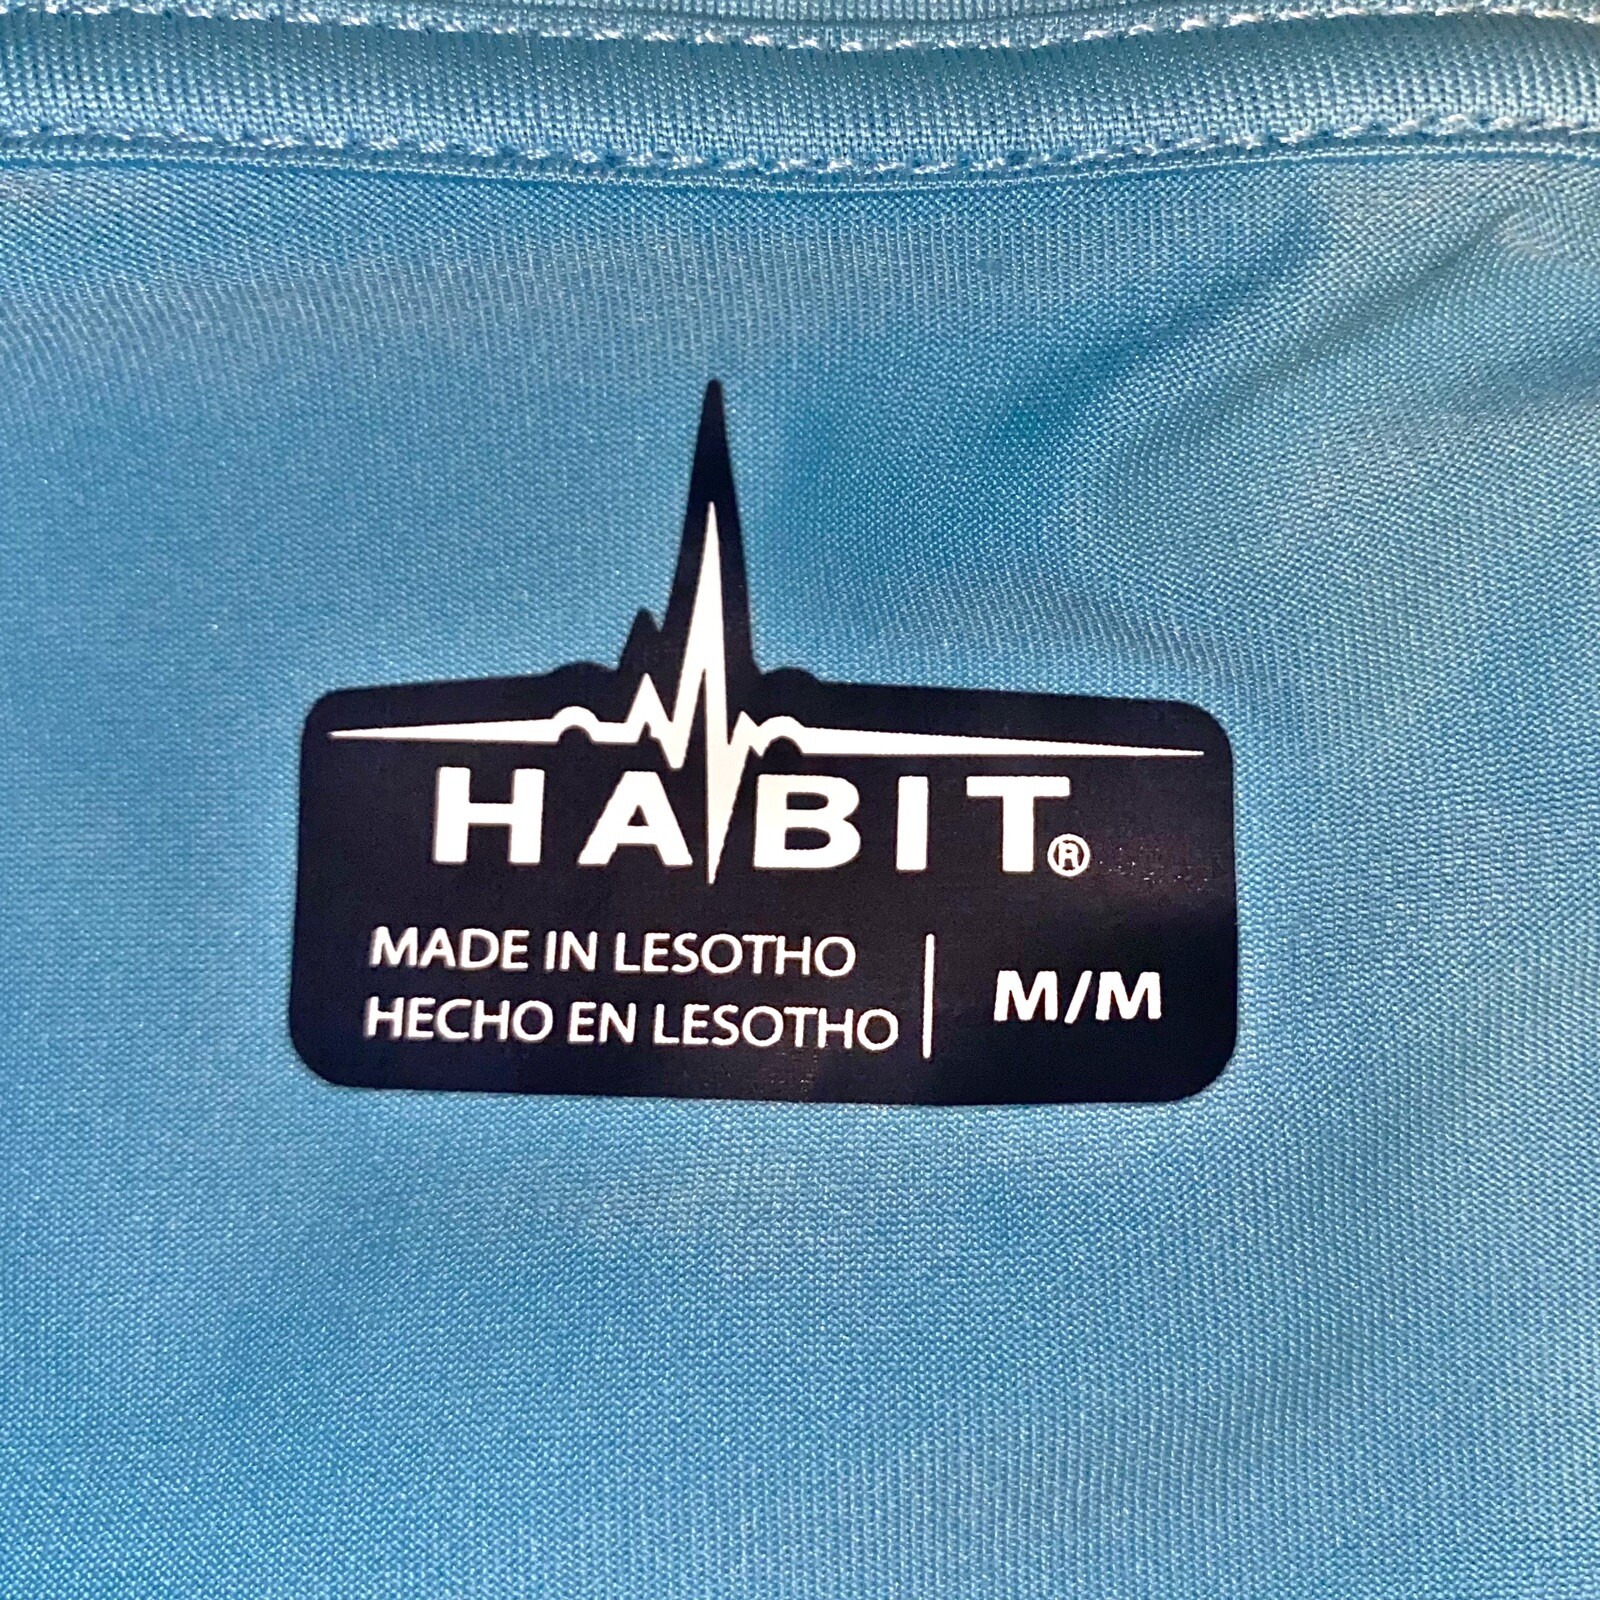 HABIT®
MADE IN LESOTHO
HECHO EN LESOTHO
M/M